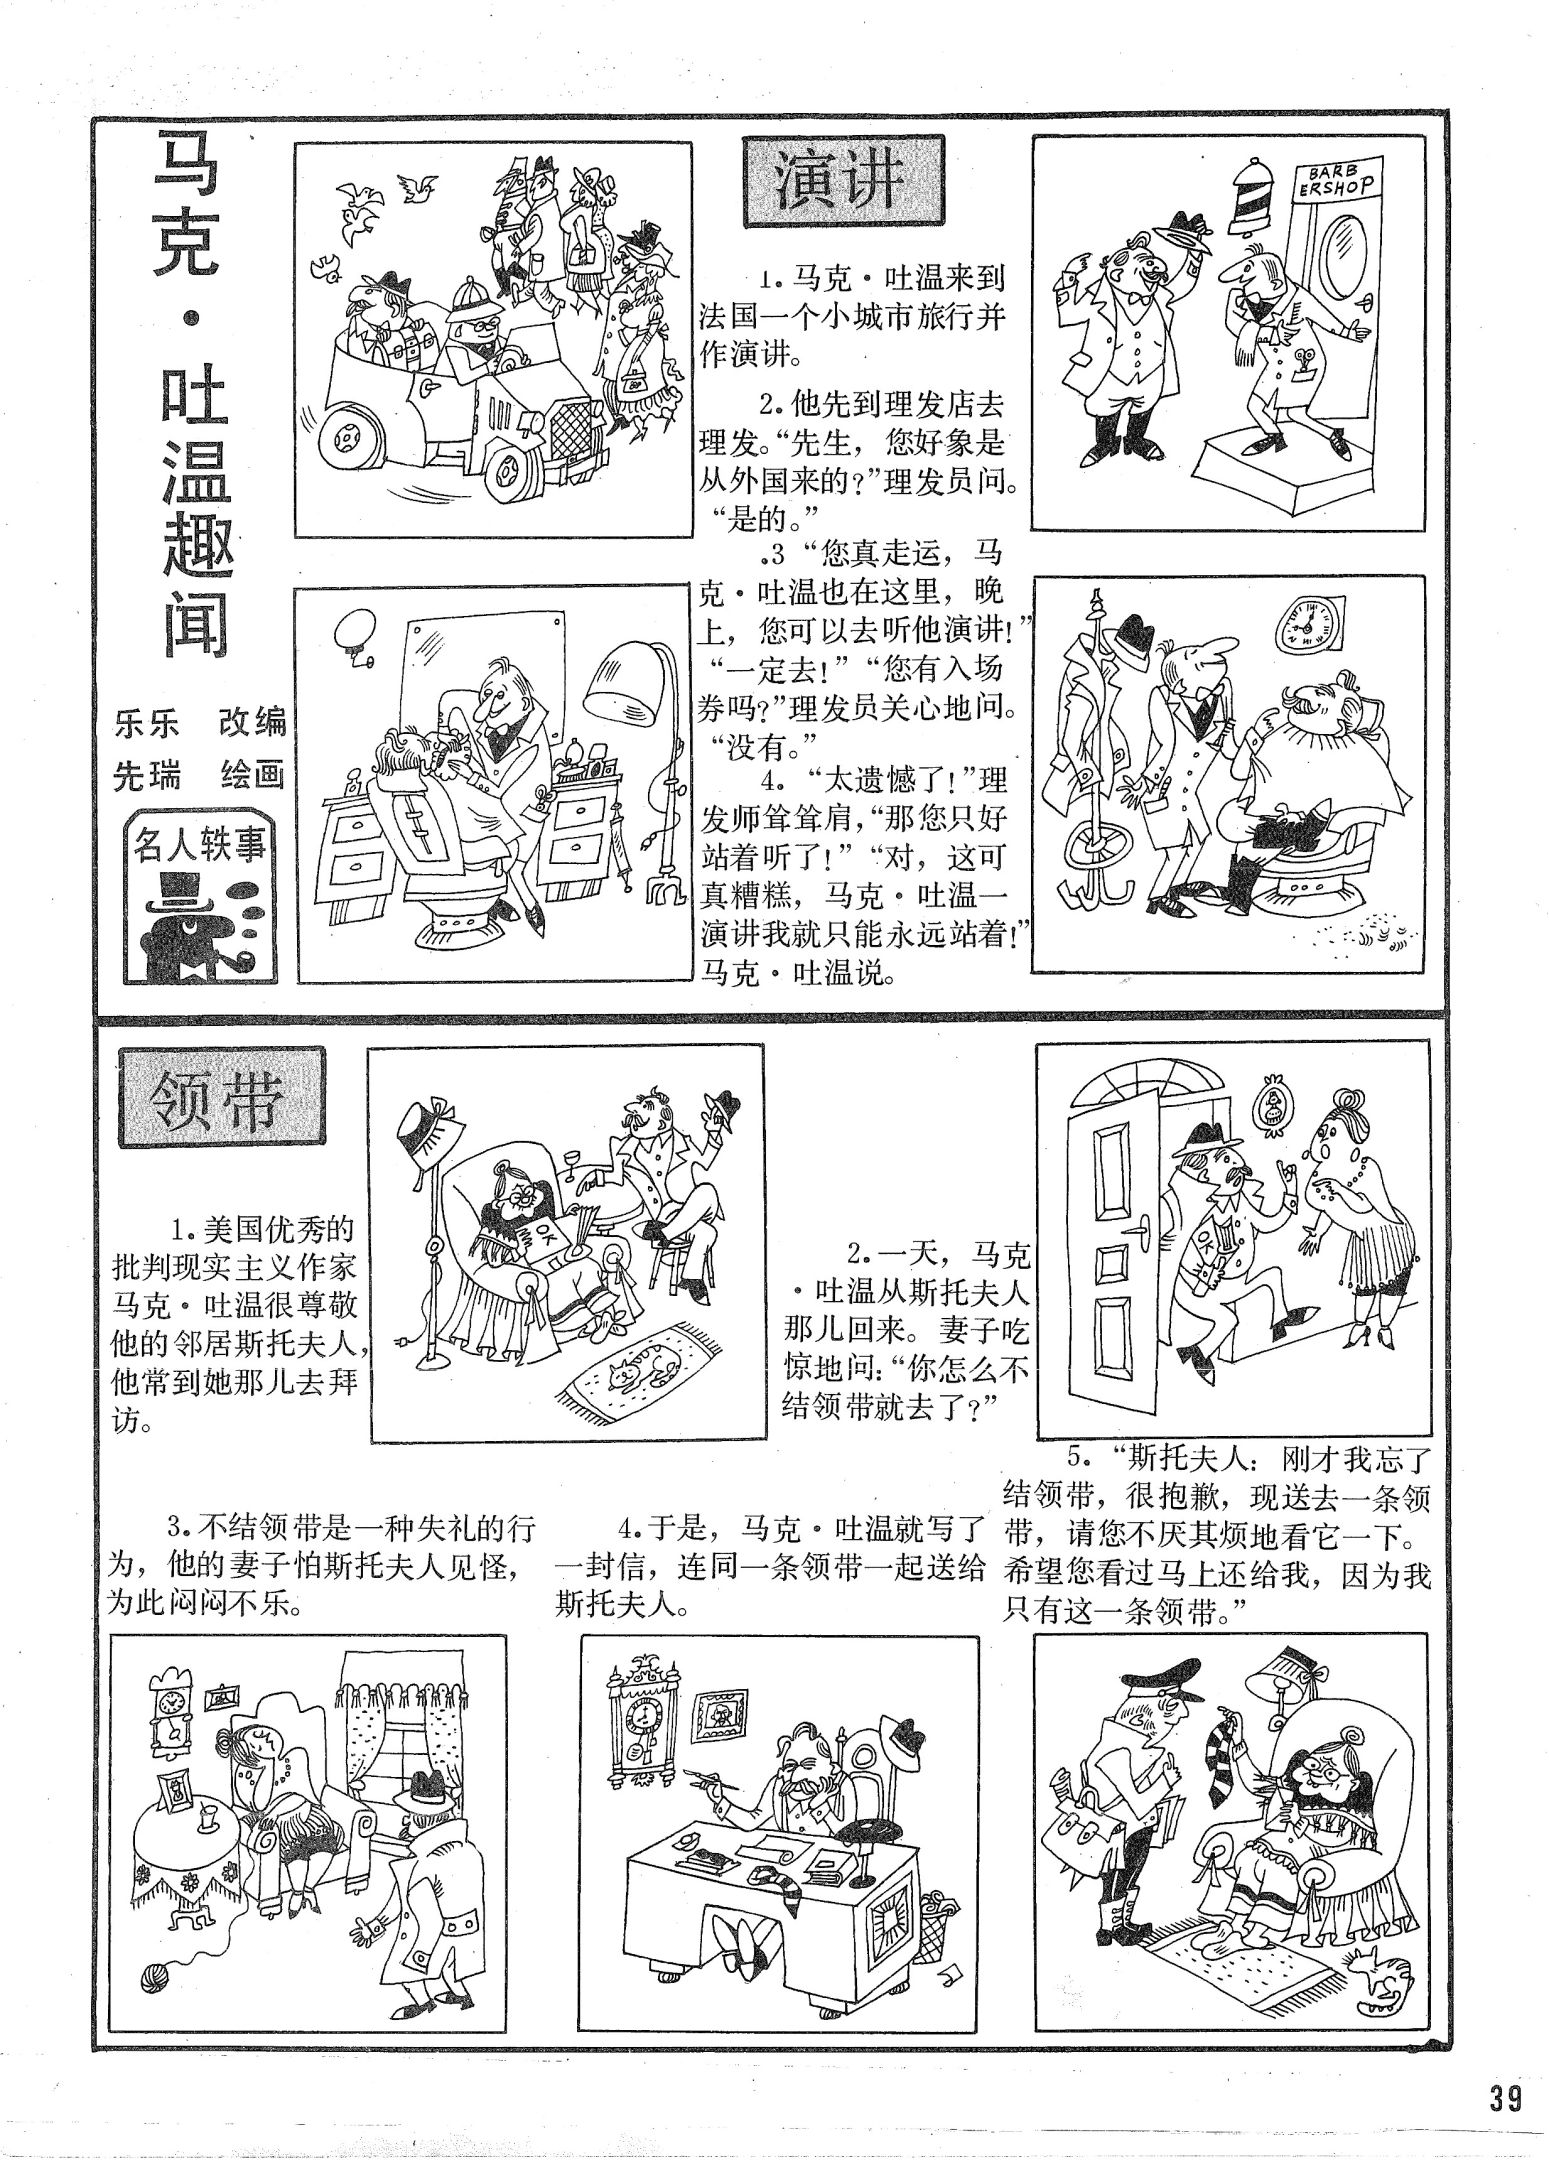 马克·吐温趣闻
乐乐 改编
先瑞 绘画
名人轶事
演讲
1.马克·吐温来到
法国一个小城市旅行并
作演讲。
2.他先到理发店去
理发。“先生，您好象是
从外国来的?”理发员问。
“是的。”
.3 “您真走运，马
克·吐温也在这里，晚
上，您可以去听他演讲!”
“一定去!”“您有入场
券吗?”理发员关心地问。
“没有。”
4. “太遗憾了!”理
发师耸耸肩，“那您只好
站着听了!”“对，这可
真糟糕，马克·吐温一
演讲我就只能永远站着!”
马克·吐温说。
BARB
ERSHOP
领带
1.美国优秀的
批判现实主义作家
马克·吐温很尊敬
他的邻居斯托夫人，
他常到她那儿去拜
访。
OK
2.一天，马克
·吐温从斯托夫人
那儿回来。妻子吃
惊地问:“你怎么不
结领带就去了?”
OK
3.不结领带是一种失礼的行
为，他的妻子怕斯托夫人见怪，
为此闷闷不乐。
4.于是，马克·吐温就写了
一封信，连同一条领带一起送给
斯托夫人。
5. “斯托夫人: 刚才我忘了
结领带，很抱歉，现送去一条领
带，请您不厌其烦地看它一下。
希望您看过马上还给我，因为我
只有这一条领带。”
39